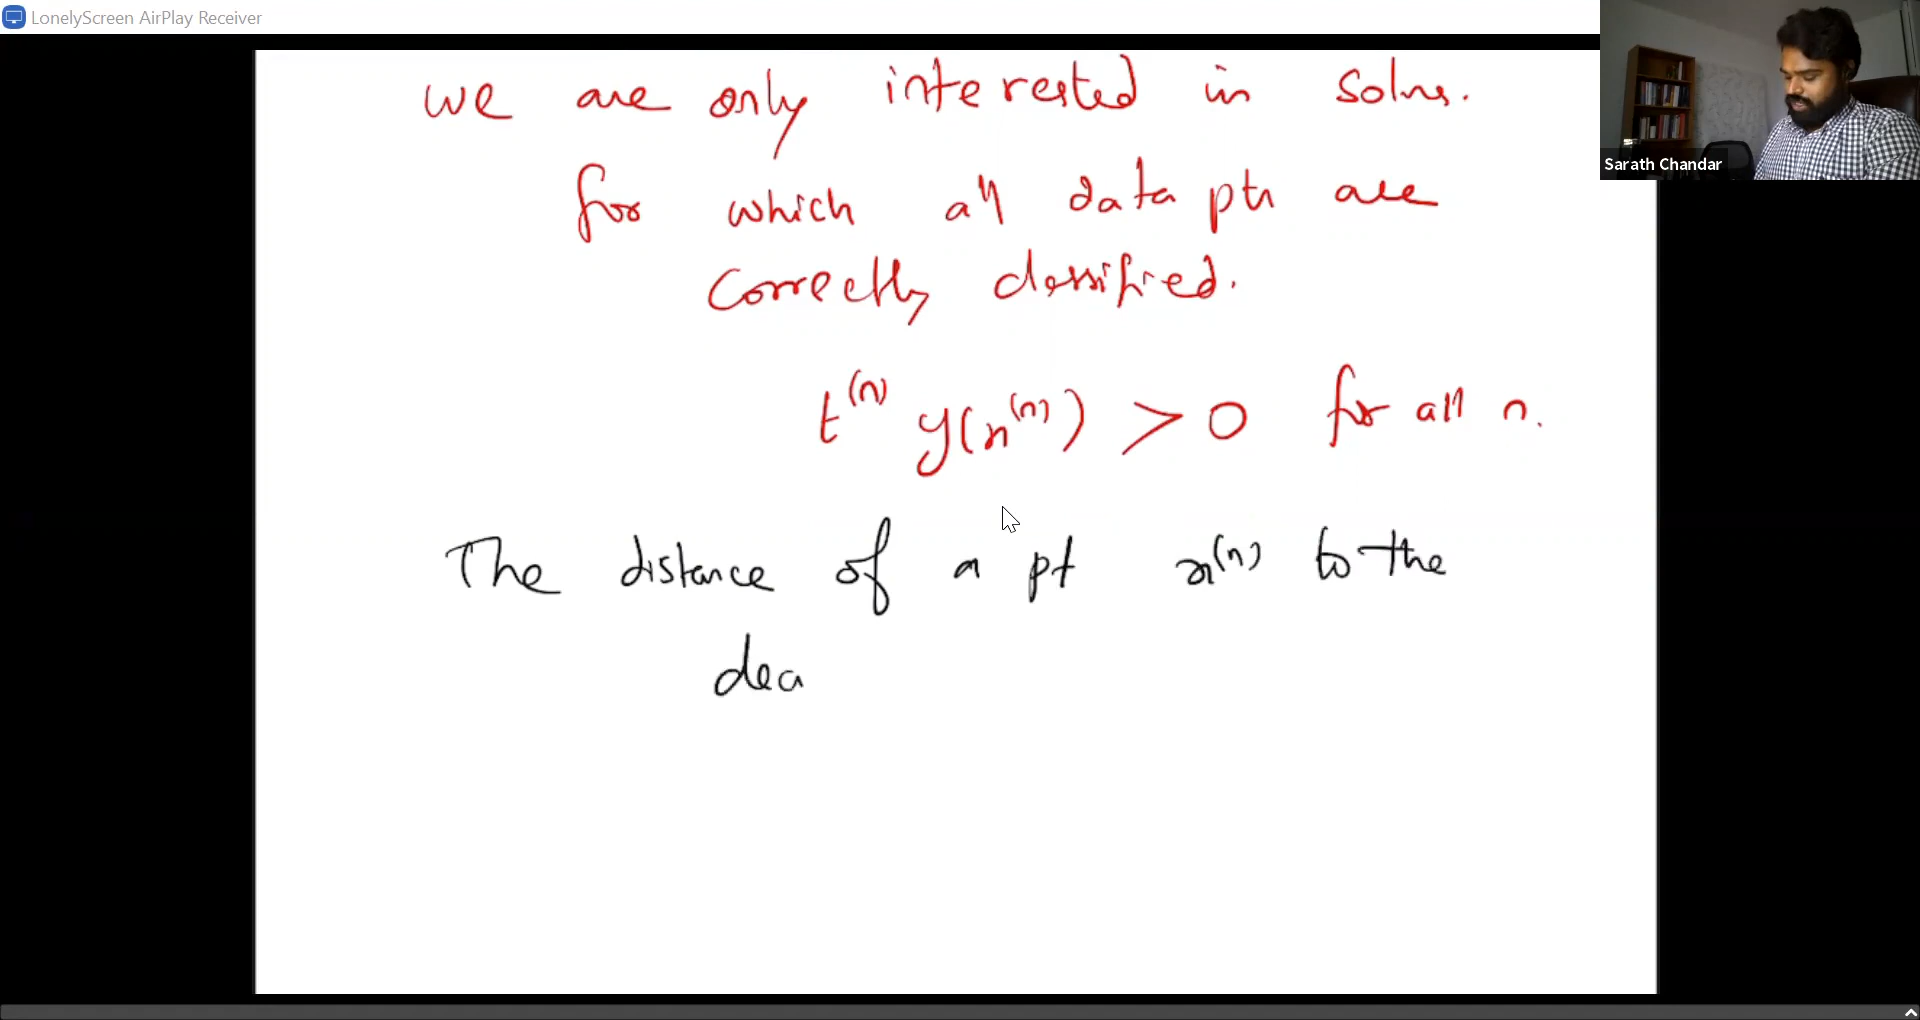 LonelyScreen AirPlay Receiver
we are only interested in solns.
Sarath Chandar
for which all data pts are
correctly classified.
t⁽ⁿ⁾ y(x⁽ⁿ⁾) > 0 for all n.
The distance of a pt x⁽ⁿ⁾ to the
deci